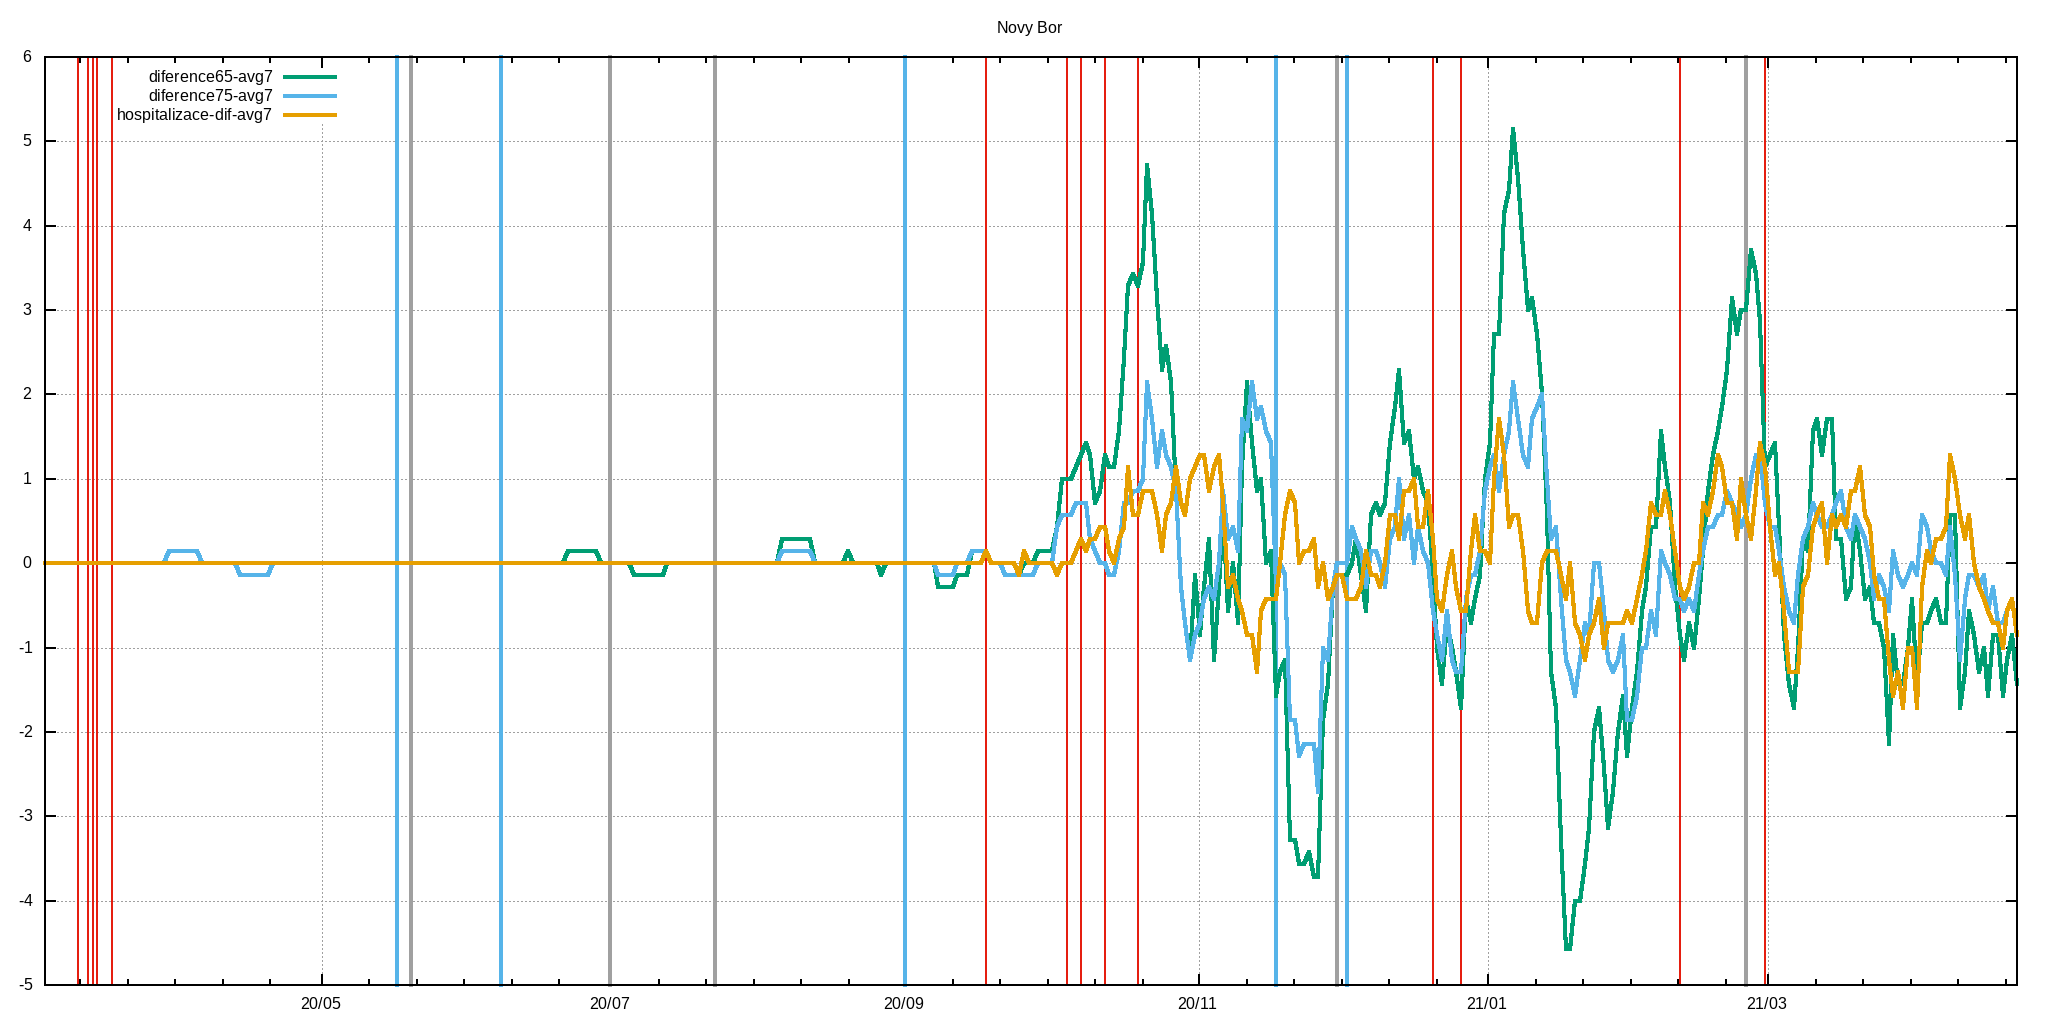 Novy Bor
6
diference65-avg7
diference75-avg7
hospitalizace-dif-avg7
5
4
3
2
1
0
-1
-2
-3
-4
-5
20/05 20/07 20/09 20/11 21/01 21/03